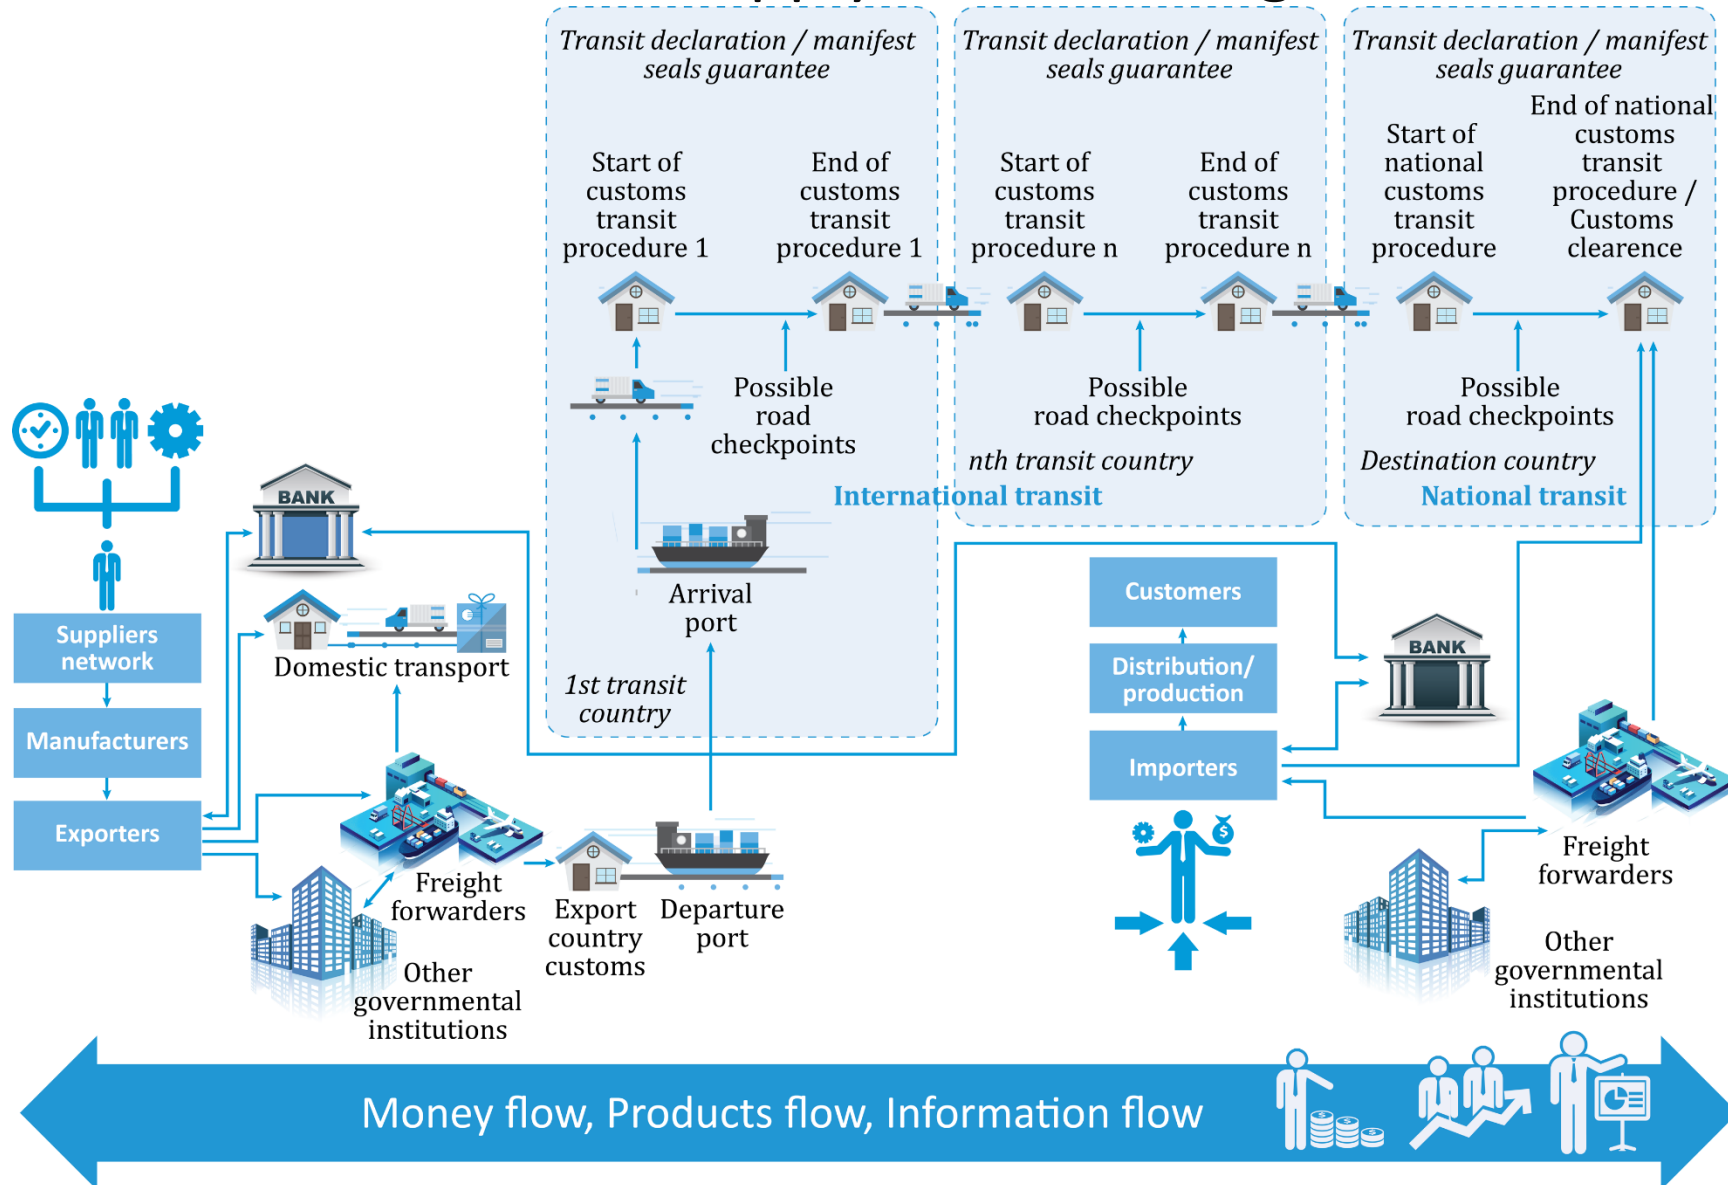 Transit declaration / manifest
seals guarantee
Start of
customs
transit
procedure 1
End of
customs
transit
procedure 1
Possible
road
checkpoints
Arrival
port
1st transit
country
Transit declaration / manifest
seals guarantee
Start of
customs
transit
procedure n
End of
customs
transit
procedure n
Possible
road checkpoints
nth transit country
International transit
Transit declaration / manifest
seals guarantee
Start of
national
customs
transit
procedure
End of national
customs
transit
procedure /
Customs
clearence
Possible
road checkpoints
Destination country
National transit
BANK
Suppliers
network
Manufacturers
Exporters
Domestic transport
Freight
forwarders
Other
governmental
institutions
Export
country
customs
Departure
port
Customers
Distribution/
production
Importers
BANK
$
Freight
forwarders
Other
governmental
institutions
Money flow, Products flow, Information flow